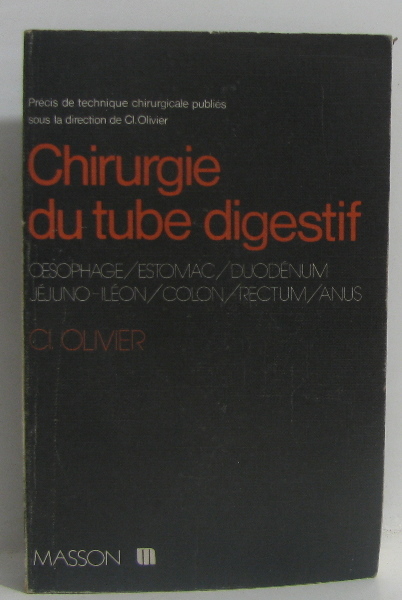 Précis de technique chirurgicale publiés
sous la direction de Cl. Olivier
Chirurgie
du tube digestif
ŒSOPHAGE/ESTOMAC/DUODÉNUM
JÉJUNO-ILÉON/COLON/RECTUM/ANUS
Cl. OLIVIER
MASSON m